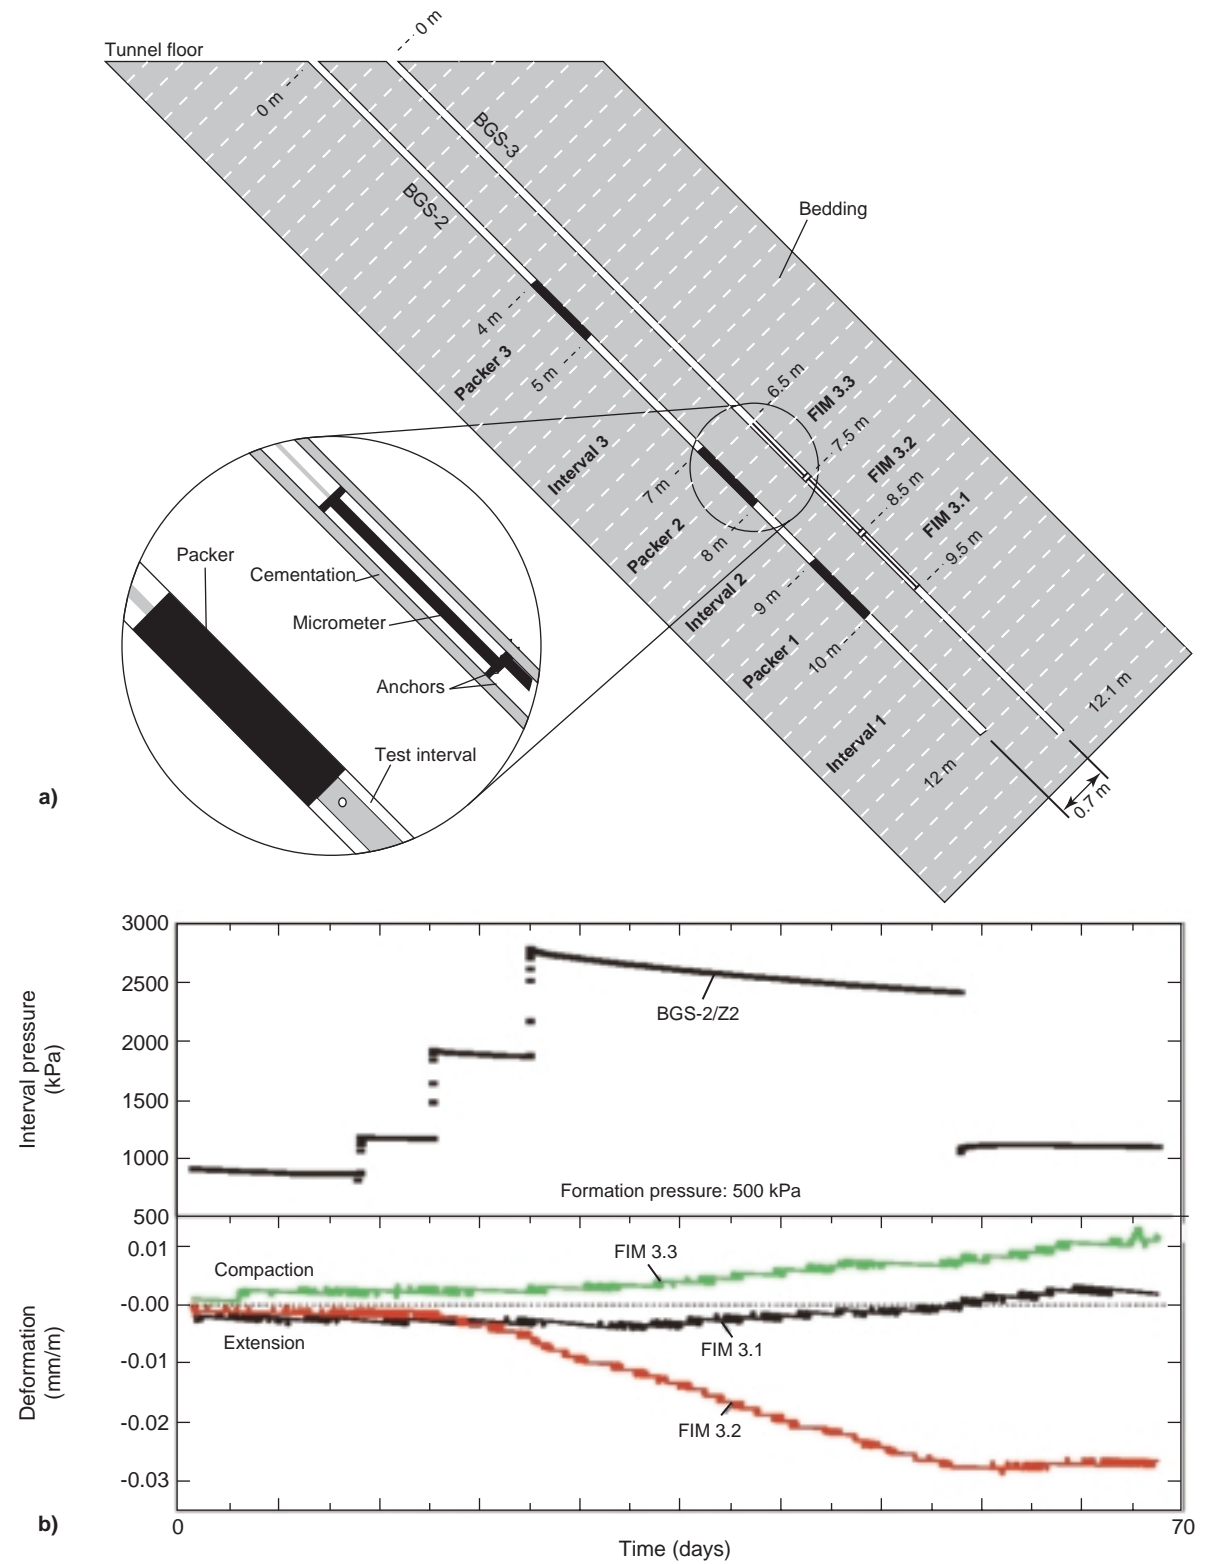 0 m
Tunnel floor
0 m
BGS-3
BGS-2
Bedding
4 m
Packer 3
5 m
6.5 m
FIM 3.3
7.5 m
Interval 3
FIM 3.2
7 m
8.5 m
FIM 3.1
Packer 2
8 m
9.5 m
Interval 2
9 m
Packer 1
10 m
Interval 1
12 m
12.1 m
0.7 m
Packer
Cementation
Micrometer
Anchors
Test interval
a)
Interval pressure
(kPa)
3000
2500
2000
1500
1000
500
BGS-2/Z2
Formation pressure: 500 kPa
Deformation
(mm/m)
0.01
-0.00
-0.01
-0.02
-0.03
Compaction
Extension
FIM 3.3
FIM 3.1
FIM 3.2
b)
0
70
Time (days)